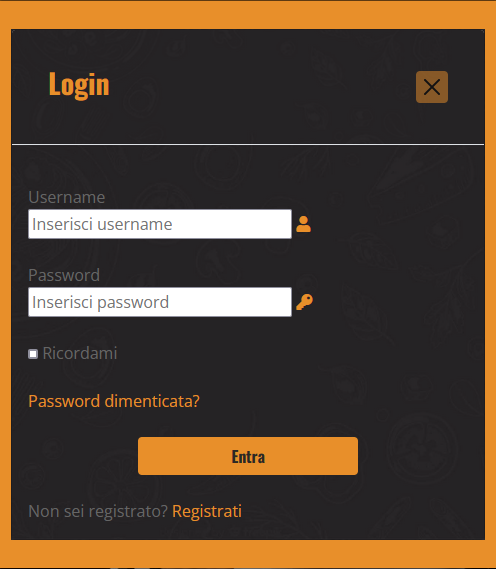 Login
Username
Inserisci username
Password
Inserisci password
Ricordami
Password dimenticata?
Entra
Non sei registrato? Registrati